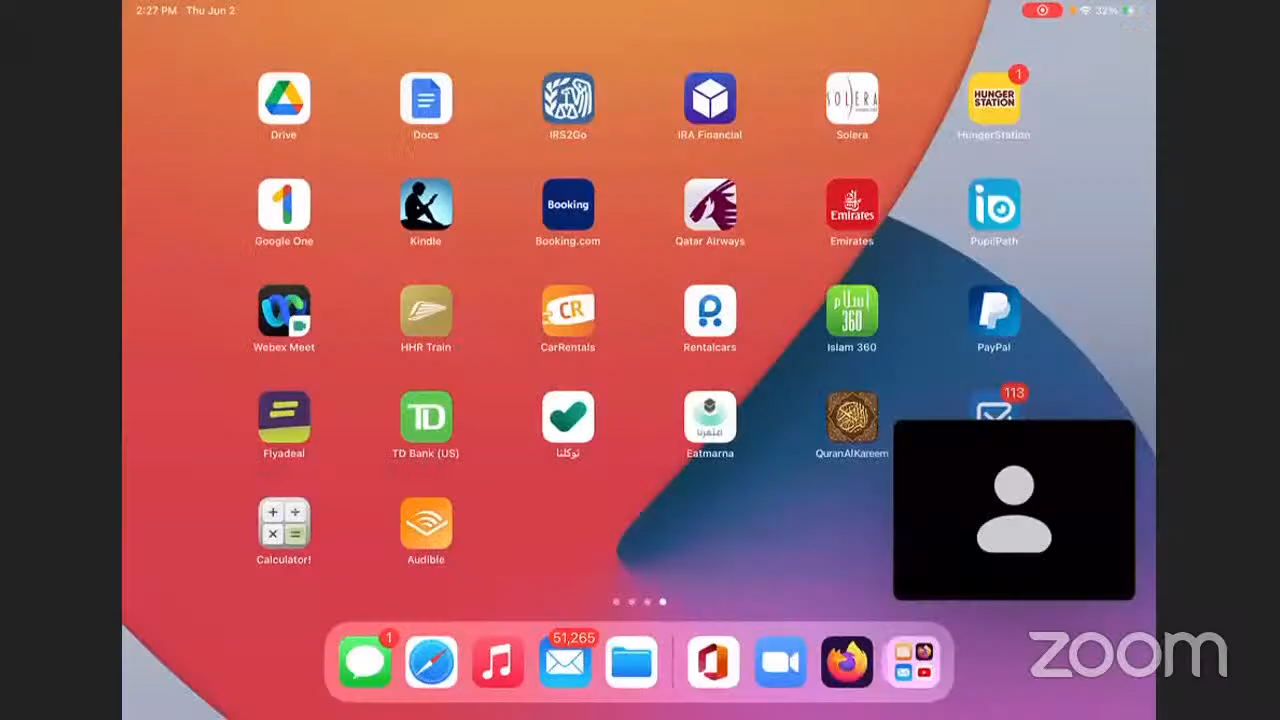 2:27 PM Thu Jun 2
32%
1
SOLERA
HUNGER
STATION
Drive Docs IRS2Go IRA Financial Solera HungerStation
1 Booking Emirates io
Google One Kindle Booking.com Qatar Airways Emirates PupilPath
CR اسلام 360
Webex Meet HHR Train CarRentals Rentalcars Islam 360 PayPal
113
TD اعتمرنا
Flyadeal TD Bank (US) توكلنا Eatmarna QuranAlKareem
+ ÷
× =
Calculator! Audible
1 51,265
zoom